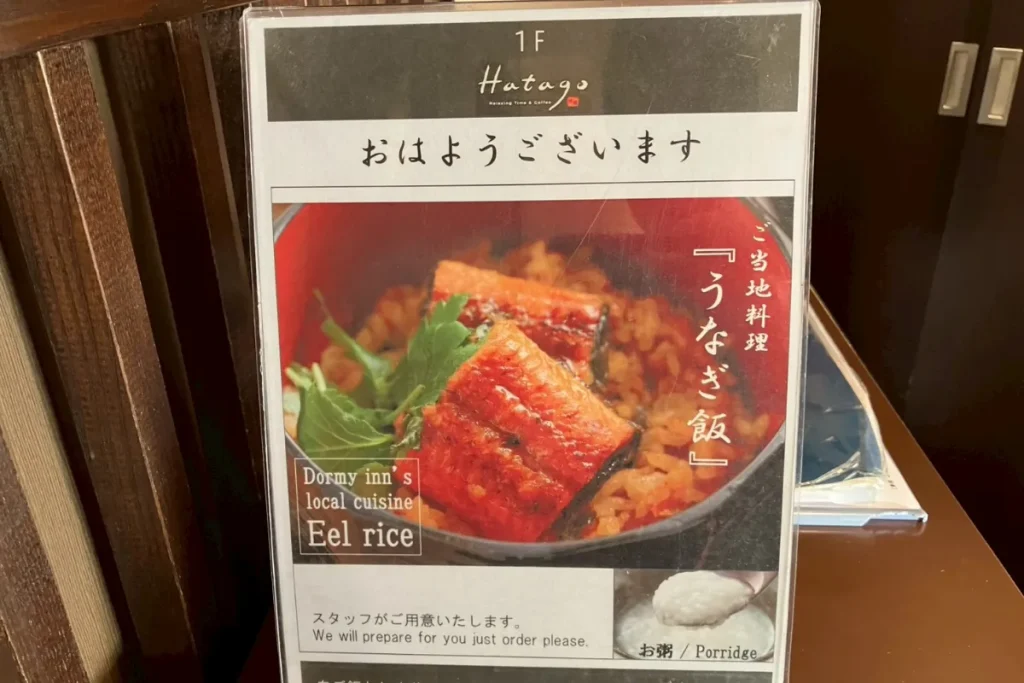 1F
Hatago
Relaxing Time & Coffee
おはようございます
ご当地料理
『うなぎ飯』
Dormy inn's
local cuisine
Eel rice
スタッフがご用意いたします。
We will prepare for you just order please.
お粥 / Porridge